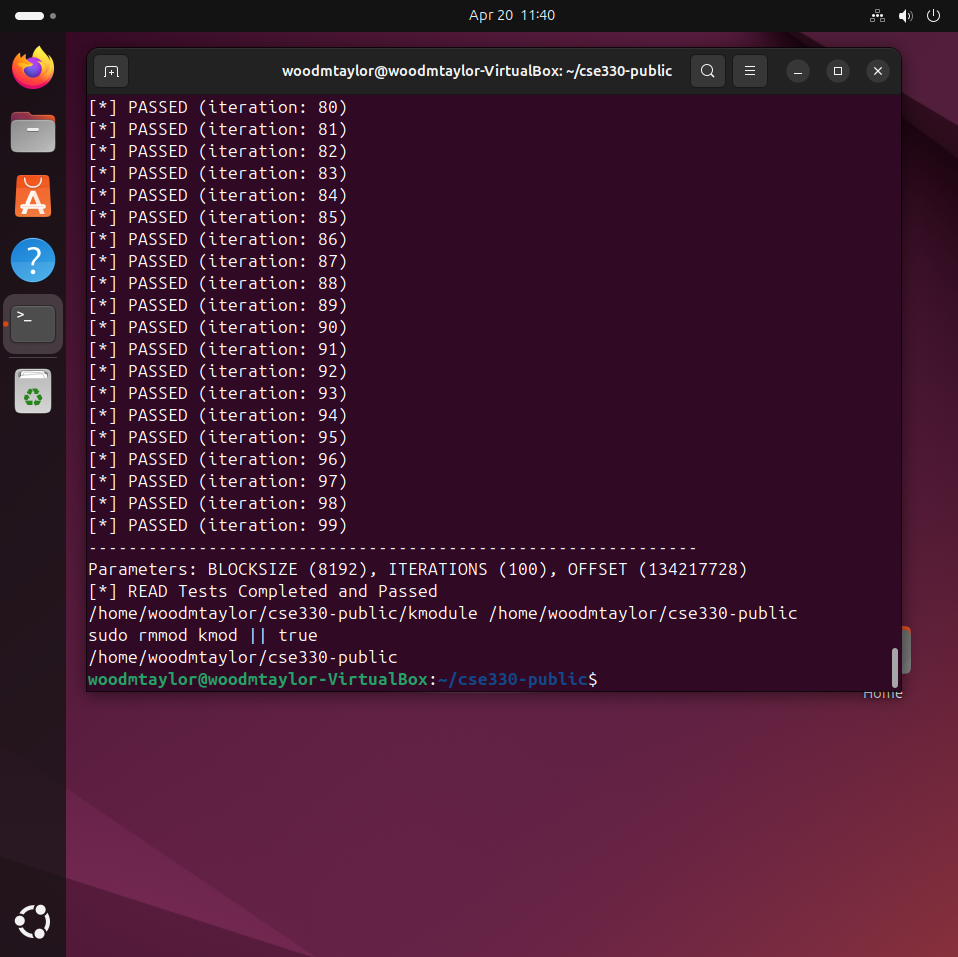 Apr 20 11:40
woodmtaylor@woodmtaylor-VirtualBox: ~/cse330-public
[*] PASSED (iteration: 80)
[*] PASSED (iteration: 81)
[*] PASSED (iteration: 82)
[*] PASSED (iteration: 83)
[*] PASSED (iteration: 84)
[*] PASSED (iteration: 85)
[*] PASSED (iteration: 86)
[*] PASSED (iteration: 87)
[*] PASSED (iteration: 88)
[*] PASSED (iteration: 89)
[*] PASSED (iteration: 90)
[*] PASSED (iteration: 91)
[*] PASSED (iteration: 92)
[*] PASSED (iteration: 93)
[*] PASSED (iteration: 94)
[*] PASSED (iteration: 95)
[*] PASSED (iteration: 96)
[*] PASSED (iteration: 97)
[*] PASSED (iteration: 98)
[*] PASSED (iteration: 99)
-------------------------------------------------------------
Parameters: BLOCKSIZE (8192), ITERATIONS (100), OFFSET (134217728)
[*] READ Tests Completed and Passed
/home/woodmtaylor/cse330-public/kmodule /home/woodmtaylor/cse330-public
sudo rmmod kmod || true
/home/woodmtaylor/cse330-public
woodmtaylor@woodmtaylor-VirtualBox:~/cse330-public$
Home